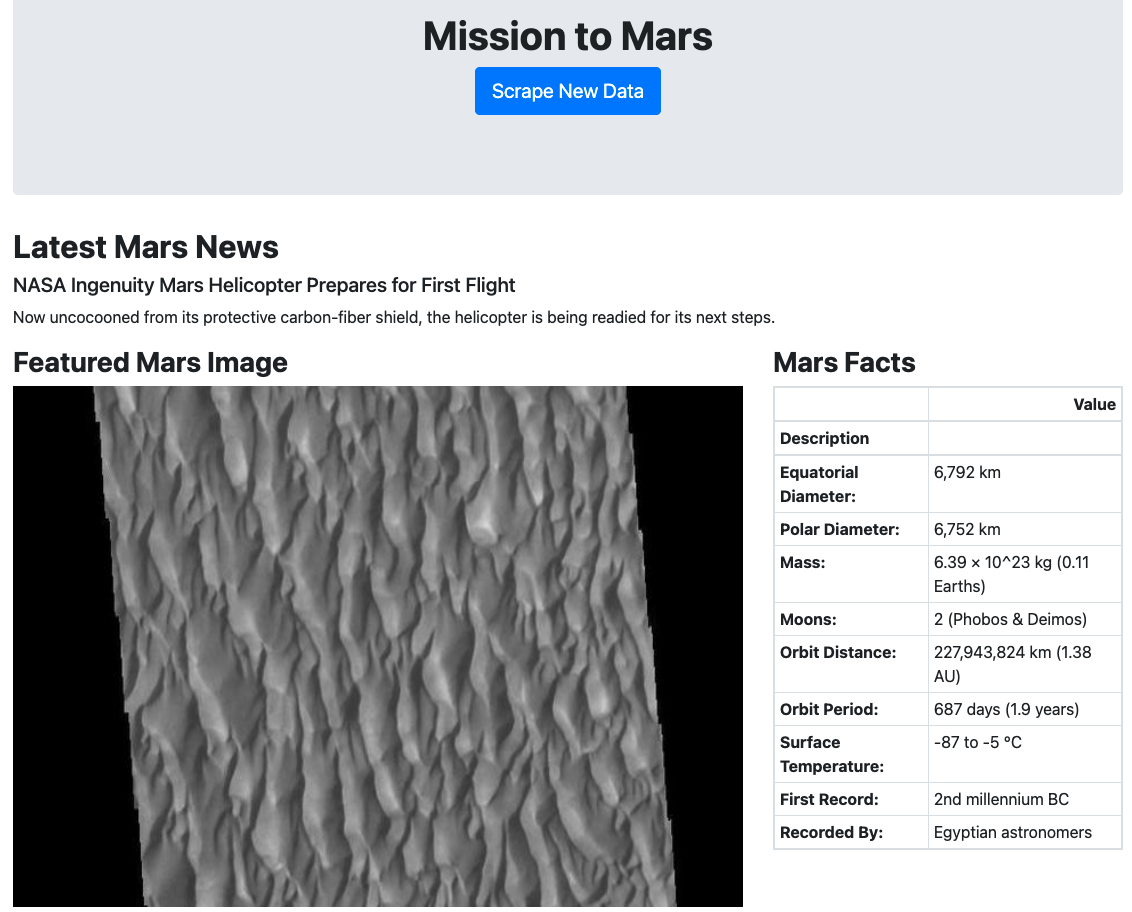 Mission to Mars
Scrape New Data
Latest Mars News
NASA Ingenuity Mars Helicopter Prepares for First Flight
Now uncocooned from its protective carbon-fiber shield, the helicopter is being readied for its next steps.
Featured Mars Image
Mars Facts
Value
Description
Equatorial Diameter: 6,792 km
Polar Diameter: 6,752 km
Mass: 6.39 × 10^23 kg (0.11 Earths)
Moons: 2 (Phobos & Deimos)
Orbit Distance: 227,943,824 km (1.38 AU)
Orbit Period: 687 days (1.9 years)
Surface Temperature: -87 to -5 °C
First Record: 2nd millennium BC
Recorded By: Egyptian astronomers